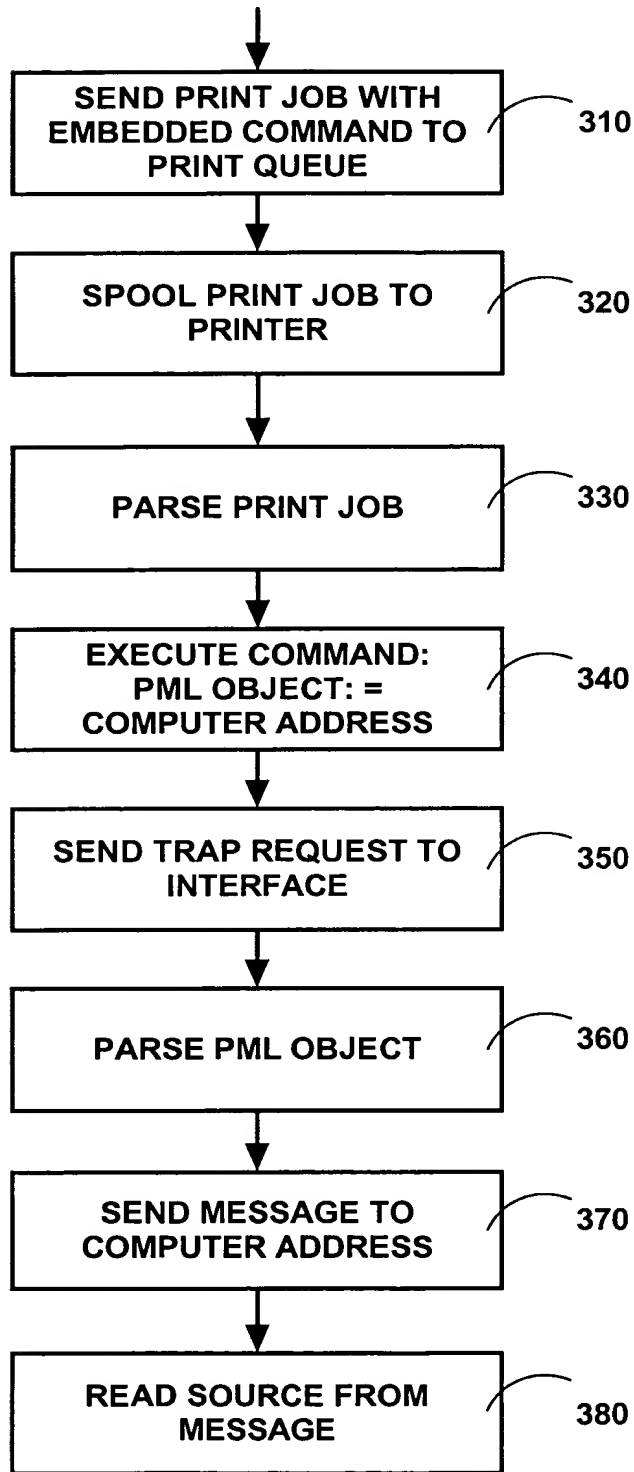 SEND PRINT JOB WITH
EMBEDDED COMMAND TO
PRINT QUEUE
310
SPOOL PRINT JOB TO
PRINTER
320
PARSE PRINT JOB
330
EXECUTE COMMAND:
PML OBJECT: =
COMPUTER ADDRESS
340
SEND TRAP REQUEST TO
INTERFACE
350
PARSE PML OBJECT
360
SEND MESSAGE TO
COMPUTER ADDRESS
370
READ SOURCE FROM
MESSAGE
380